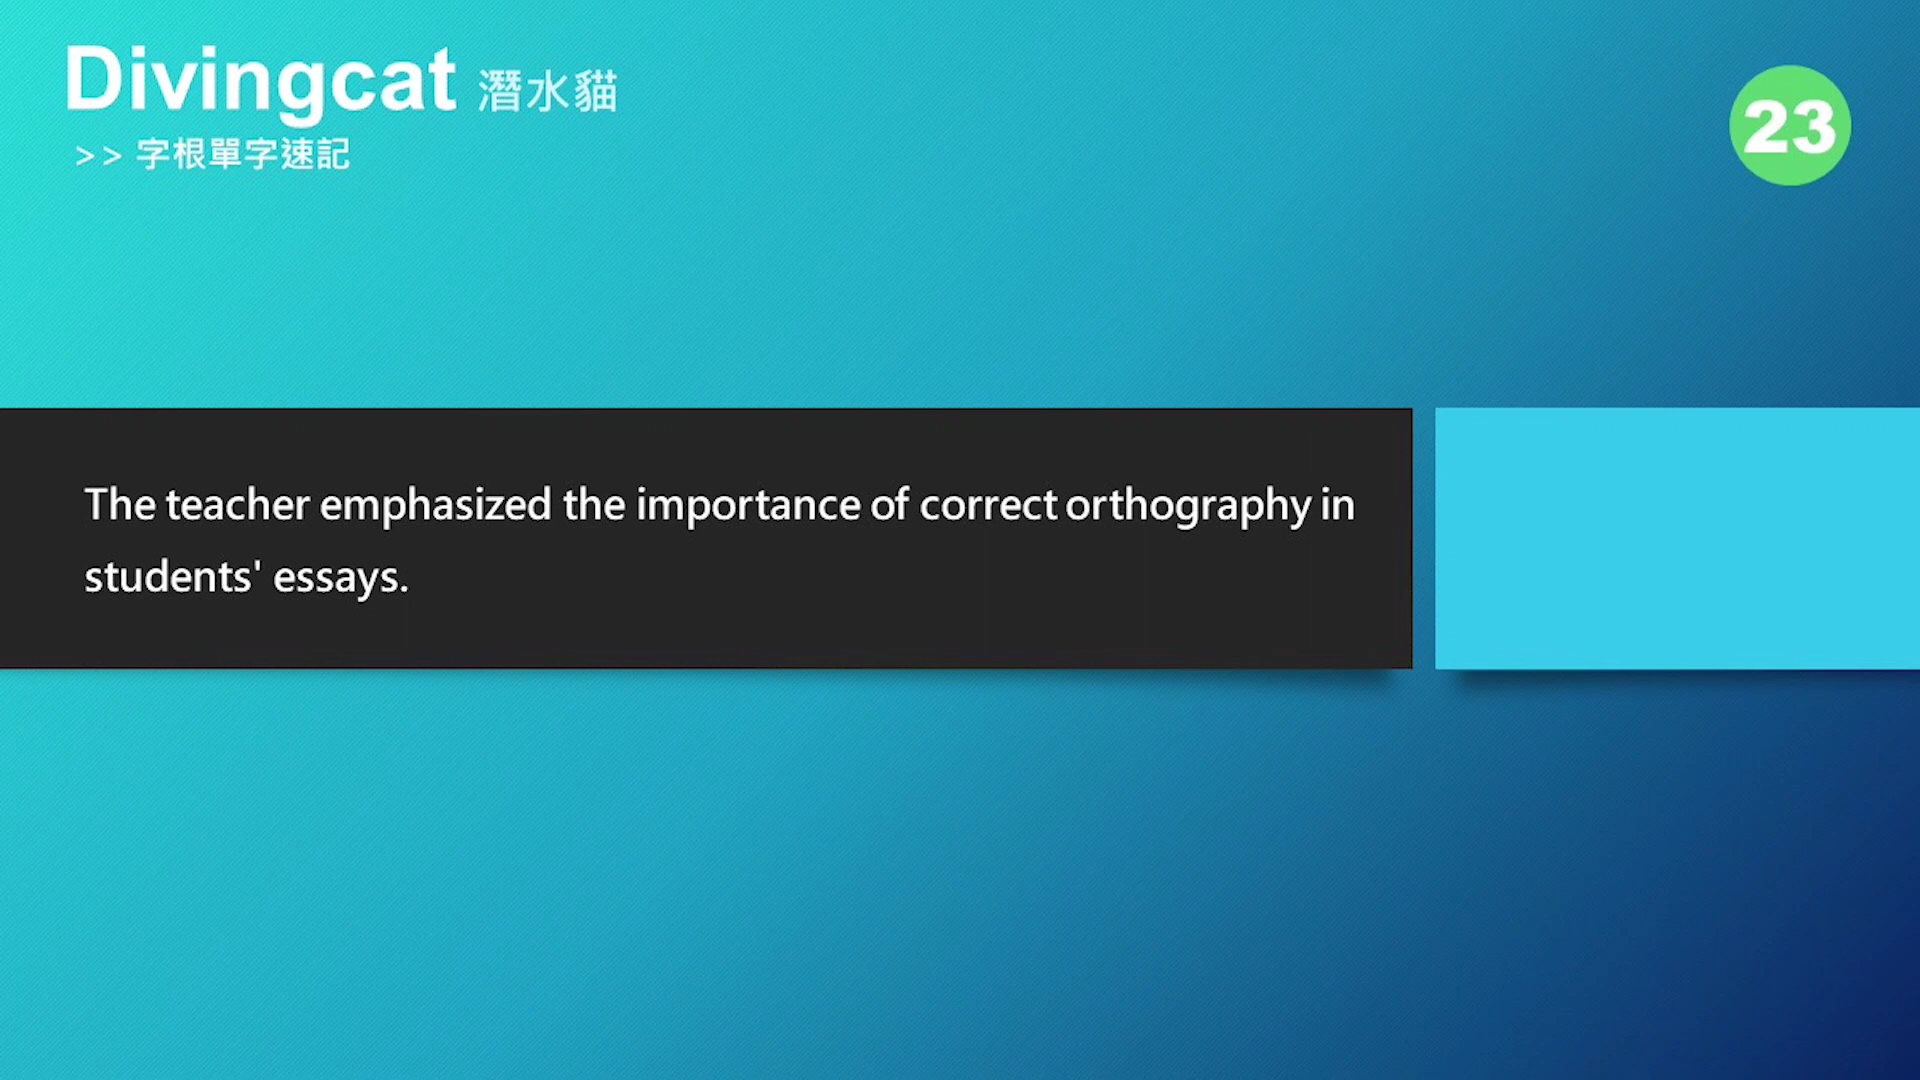 Divingcat 潛水貓
>> 字根單字速記
23
The teacher emphasized the importance of correct orthography in
students' essays.